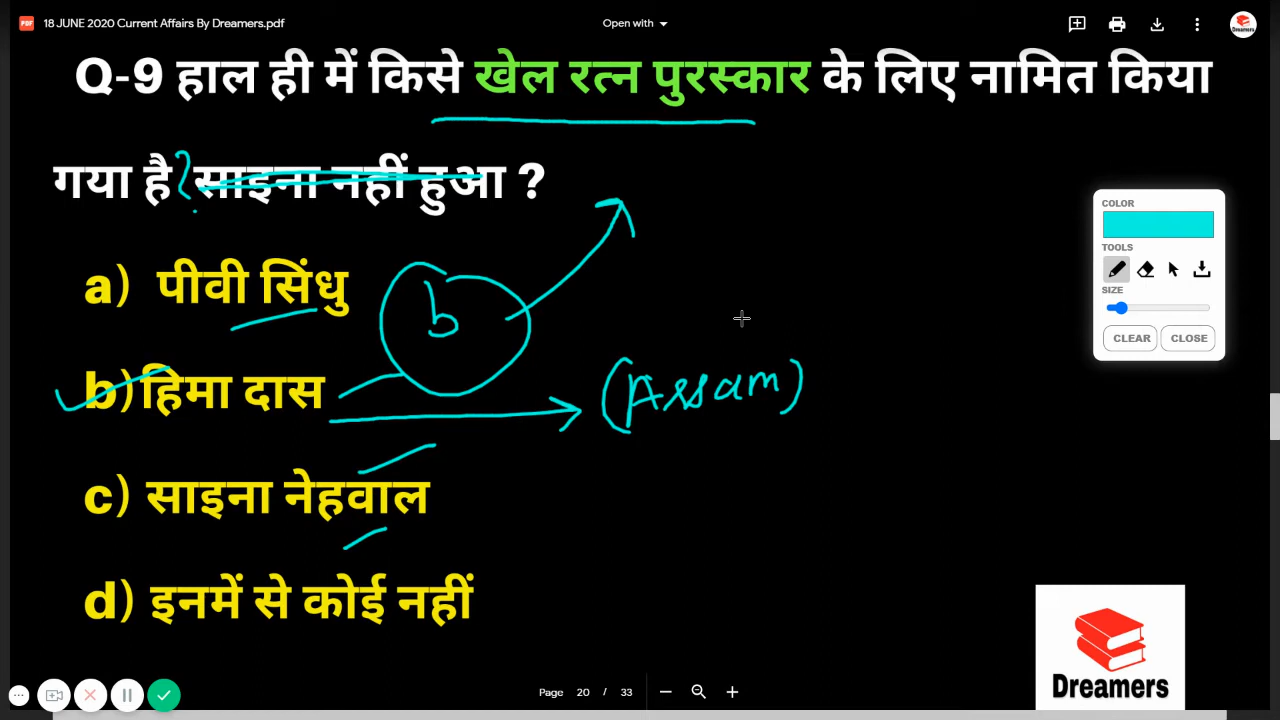 18 JUNE 2020 Current Affairs By Dreamers.pdf
Open with
Dreamers
Q-9 हाल ही में किसे खेल रत्न पुरस्कार के लिए नामित किया
गया है ? साइना नहीं हुआ ?
COLOR
TOOLS
SIZE
CLEAR CLOSE
a) पीवी सिंधु
b
b) हिमा दास
(Assam)
c) साइना नेहवाल
d) इनमें से कोई नहीं
Dreamers
Page 20 / 33